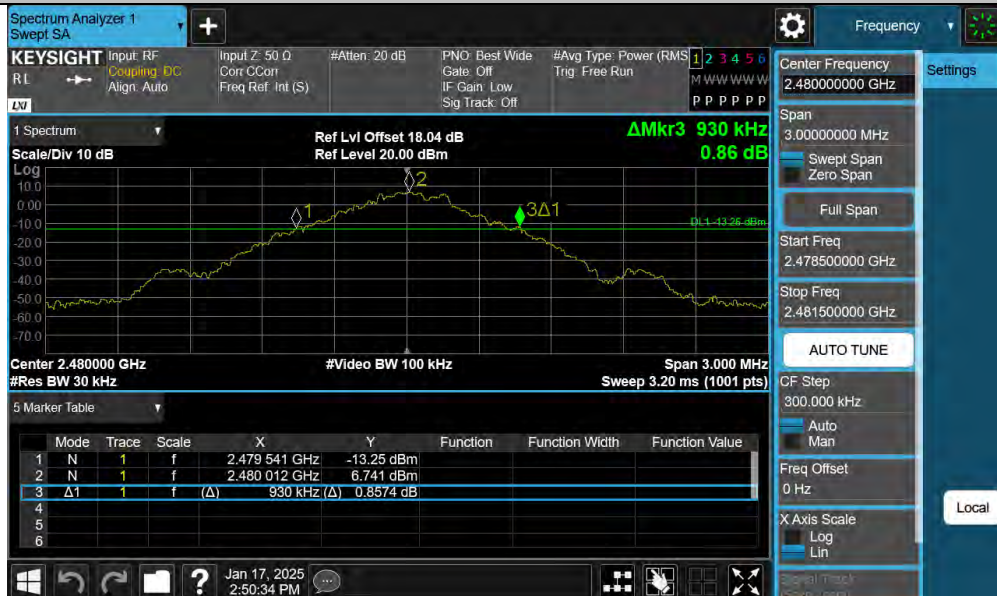 Spectrum Analyzer 1
Swept SA
+
Frequency
KEYSIGHT
RL
LXI
Input: RF
Coupling: DC
Align: Auto
Input Z: 50 Ω
Corr CCorr
Freq Ref: Int (S)
#Atten: 20 dB
PNO: Best Wide
Gate: Off
IF Gain: Low
Sig Track: Off
#Avg Type: Power (RMS
Trig: Free Run
1 2 3 4 5 6
M W W W W W
P P P P P P
1 Spectrum
Scale/Div 10 dB
Ref Lvl Offset 18.04 dB
Ref Level 20.00 dBm
ΔMkr3 930 kHz
0.86 dB
Log
10.0
0.00
-10.0
-20.0
-30.0
-40.0
-50.0
-60.0
-70.0
1
2
3Δ1
DL1 -13.26 dBm
Center 2.480000 GHz
#Res BW 30 kHz
#Video BW 100 kHz
Span 3.000 MHz
Sweep 3.20 ms (1001 pts)
5 Marker Table
Mode Trace Scale X Y Function Function Width Function Value
1 N 1 f 2.479 541 GHz -13.25 dBm
2 N 1 f 2.480 012 GHz 6.741 dBm
3 Δ1 1 f (Δ) 930 kHz (Δ) 0.8574 dB
4
5
6
Center Frequency
2.480000000 GHz
Settings
Span
3.00000000 MHz
Swept Span
Zero Span
Full Span
Start Freq
2.478500000 GHz
Stop Freq
2.481500000 GHz
AUTO TUNE
CF Step
300.000 kHz
Auto
Man
Freq Offset
0 Hz
X Axis Scale
Log
Lin
Signal Track
Local
?
Jan 17, 2025
2:50:34 PM